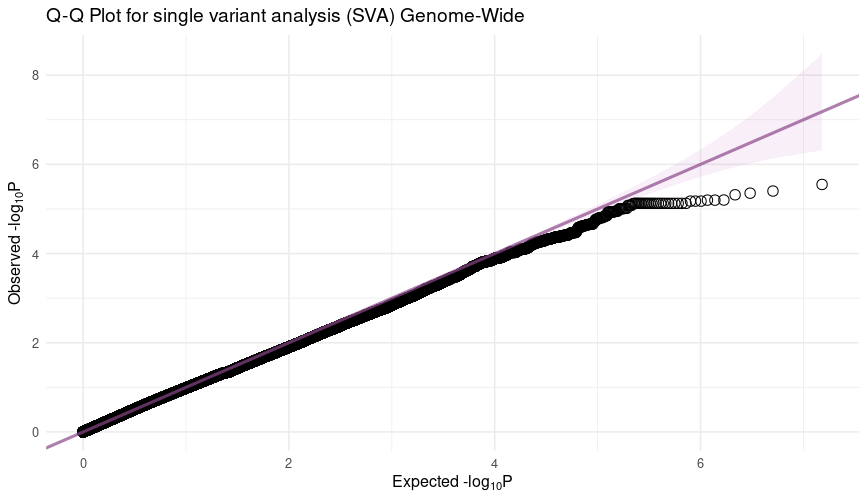 Q-Q Plot for single variant analysis (SVA) Genome-Wide
8
6
4
2
0
Observed -log₁₀P
0 2 4 6
Expected -log₁₀P